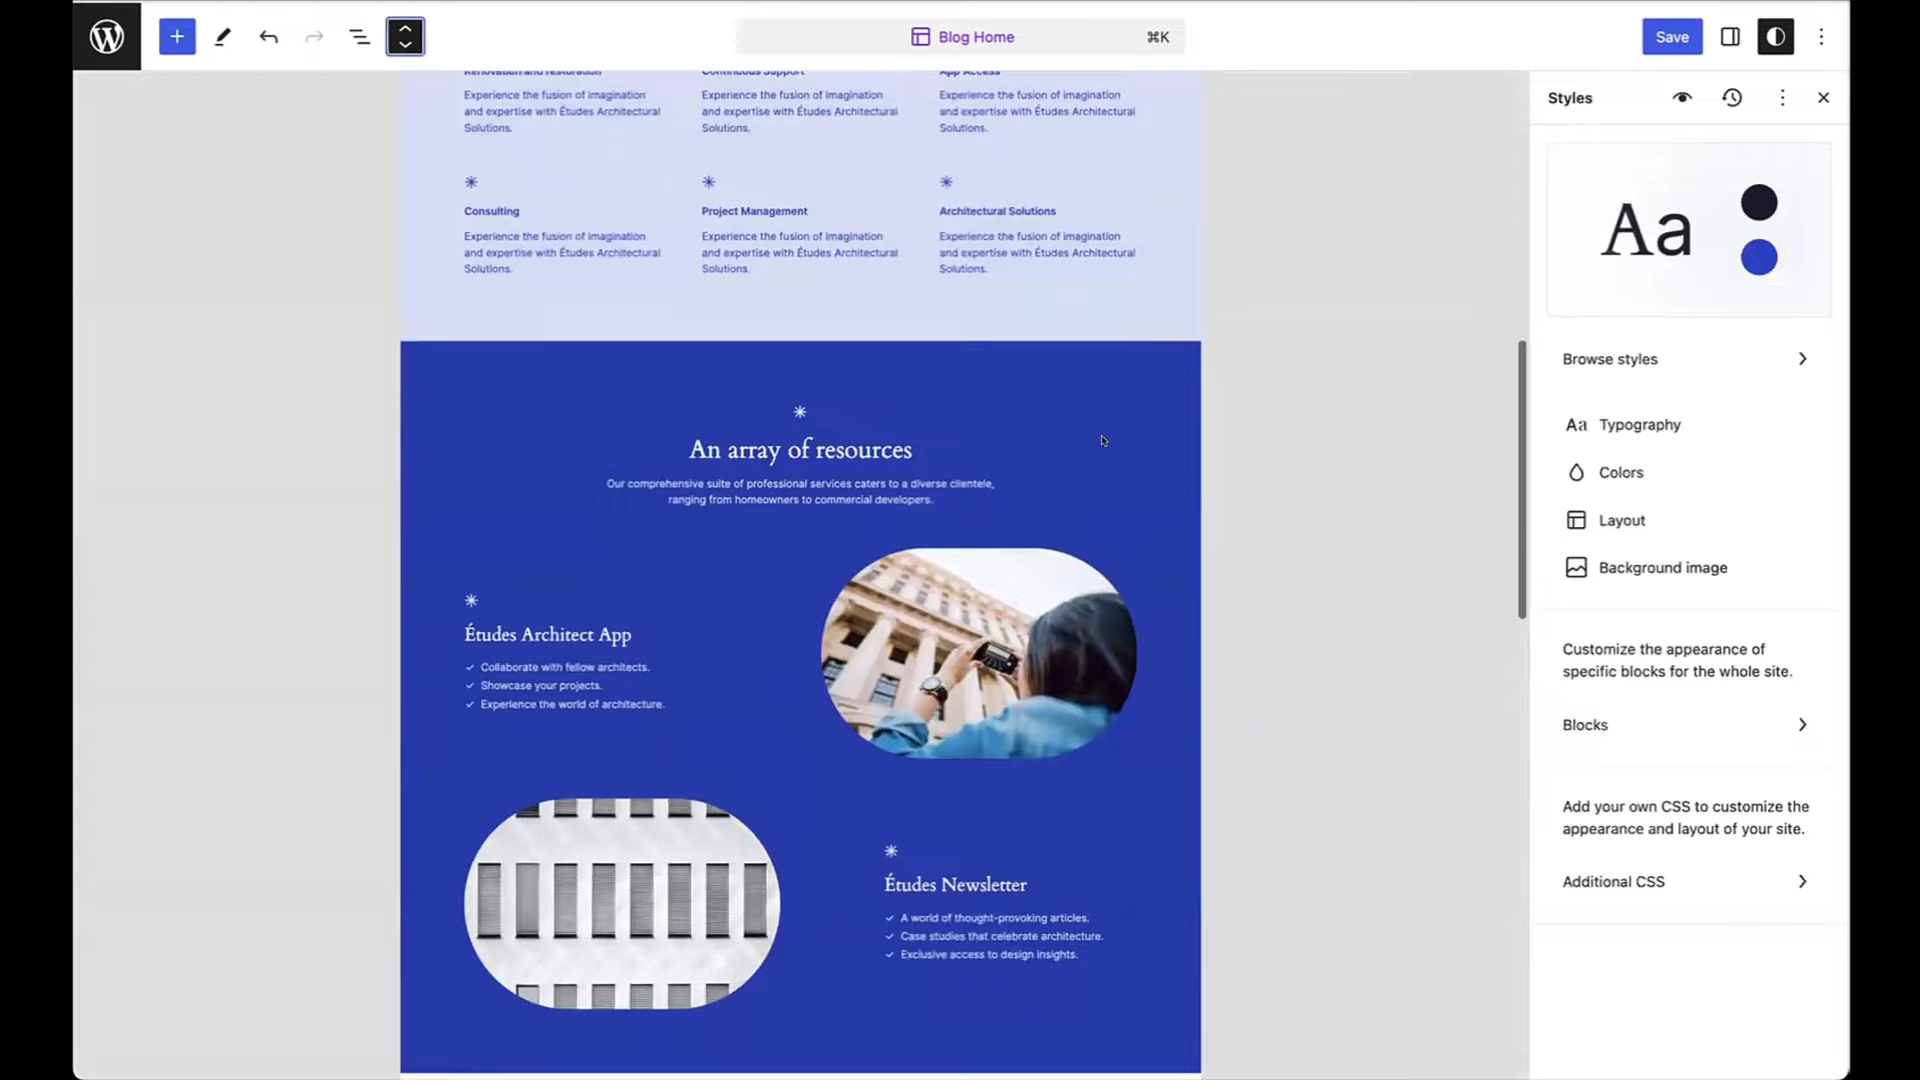 Blog Home
⌘K
Save
Renovation and restoration
Continuous Support
App Access
Experience the fusion of imagination
and expertise with Études Architectural
Solutions.
Experience the fusion of imagination
and expertise with Études Architectural
Solutions.
Experience the fusion of imagination
and expertise with Études Architectural
Solutions.
Consulting
Experience the fusion of imagination
and expertise with Études Architectural
Solutions.
Project Management
Experience the fusion of imagination
and expertise with Études Architectural
Solutions.
Architectural Solutions
Experience the fusion of imagination
and expertise with Études Architectural
Solutions.
An array of resources
Our comprehensive suite of professional services caters to a diverse clientele,
ranging from homeowners to commercial developers.
Études Architect App
Collaborate with fellow architects.
Showcase your projects.
Experience the world of architecture.
Études Newsletter
A world of thought-provoking articles.
Case studies that celebrate architecture.
Exclusive access to design insights.
Styles
Aa
Browse styles
Aa Typography
Colors
Layout
Background image
Customize the appearance of
specific blocks for the whole site.
Blocks
Add your own CSS to customize the
appearance and layout of your site.
Additional CSS